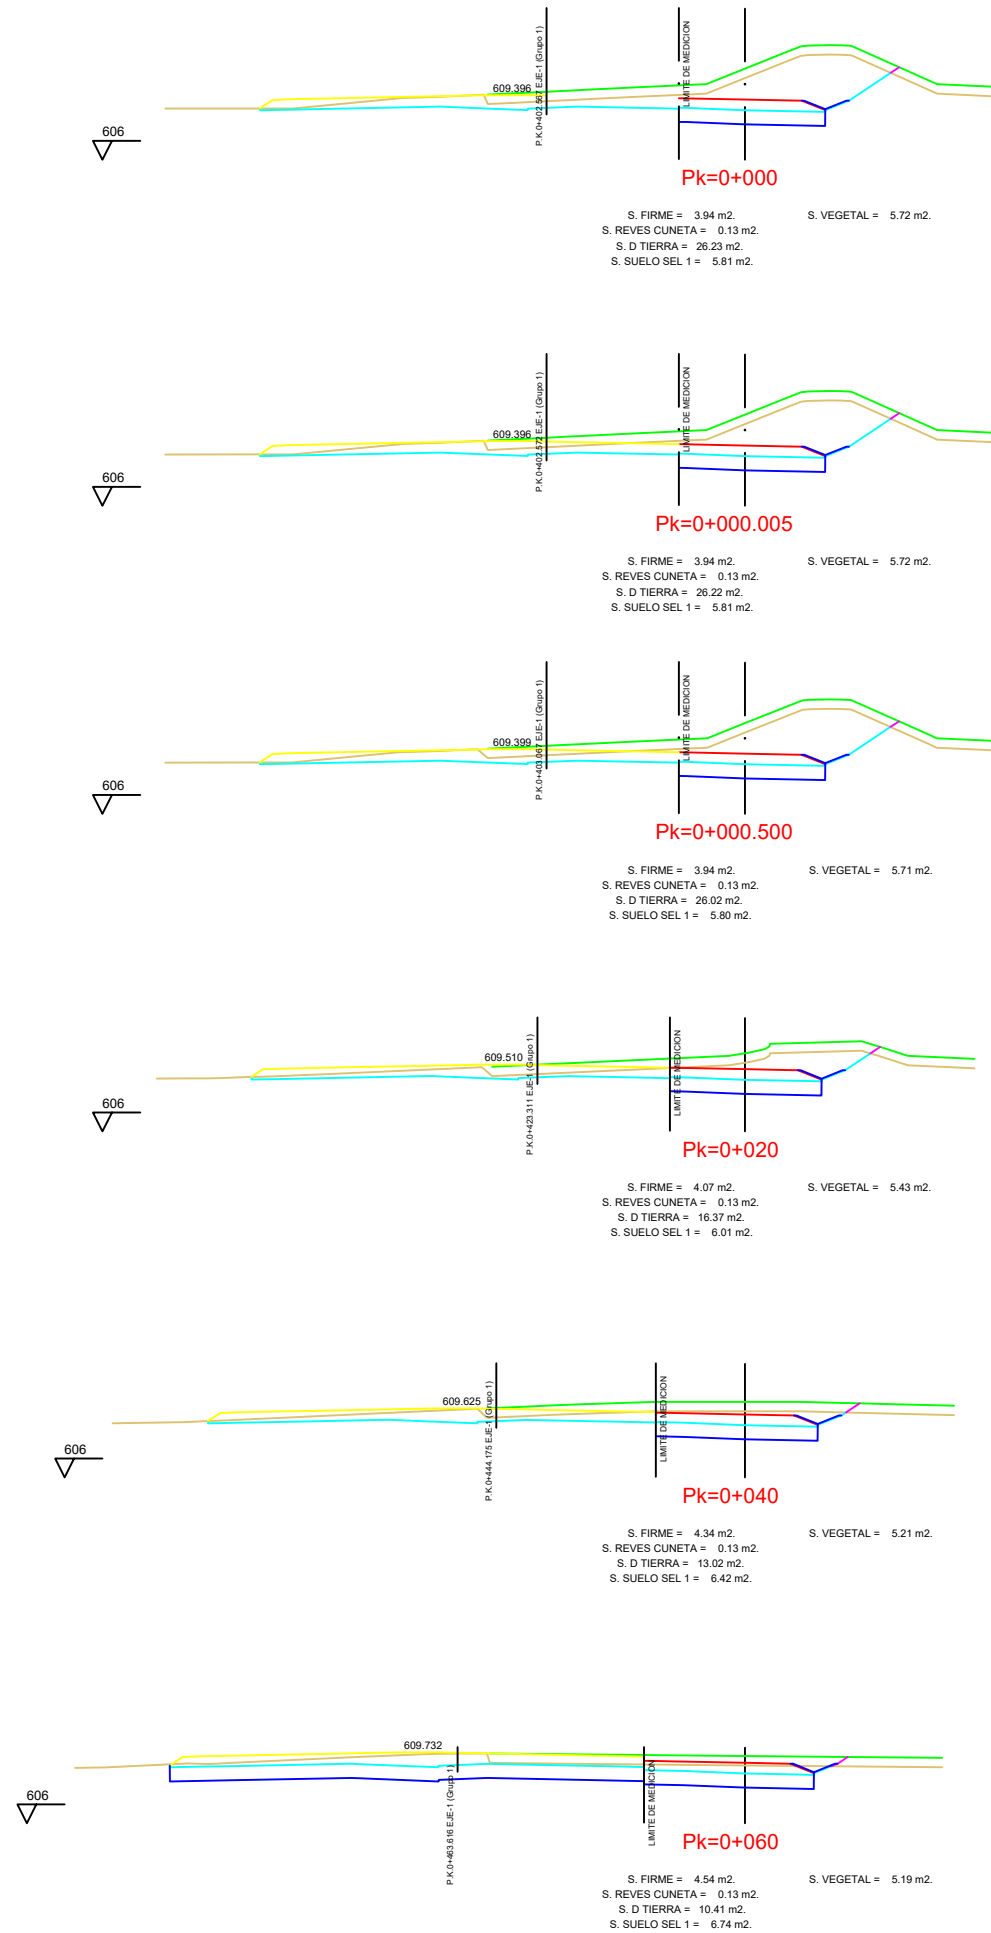 P.K.0+402.567 EJE-1 (Grupo 1)
LIMITE DE MEDICION
609.396
606
Pk=0+000
S. FIRME = 3.94 m2. S. VEGETAL = 5.72 m2.
S. REVES CUNETA = 0.13 m2.
S. D TIERRA = 26.23 m2.
S. SUELO SEL 1 = 5.81 m2.
P.K.0+402.572 EJE-1 (Grupo 1)
LIMITE DE MEDICION
609.396
606
Pk=0+000.005
S. FIRME = 3.94 m2. S. VEGETAL = 5.72 m2.
S. REVES CUNETA = 0.13 m2.
S. D TIERRA = 26.22 m2.
S. SUELO SEL 1 = 5.81 m2.
P.K.0+403.067 EJE-1 (Grupo 1)
LIMITE DE MEDICION
609.399
606
Pk=0+000.500
S. FIRME = 3.94 m2. S. VEGETAL = 5.71 m2.
S. REVES CUNETA = 0.13 m2.
S. D TIERRA = 26.02 m2.
S. SUELO SEL 1 = 5.80 m2.
P.K.0+423.311 EJE-1 (Grupo 1)
LIMITE DE MEDICION
609.510
606
Pk=0+020
S. FIRME = 4.07 m2. S. VEGETAL = 5.43 m2.
S. REVES CUNETA = 0.13 m2.
S. D TIERRA = 16.37 m2.
S. SUELO SEL 1 = 6.01 m2.
P.K.0+444.175 EJE-1 (Grupo 1)
LIMITE DE MEDICION
609.625
606
Pk=0+040
S. FIRME = 4.34 m2. S. VEGETAL = 5.21 m2.
S. REVES CUNETA = 0.13 m2.
S. D TIERRA = 13.02 m2.
S. SUELO SEL 1 = 6.42 m2.
P.K.0+463.616 EJE-1 (Grupo 1)
LIMITE DE MEDICION
609.732
606
Pk=0+060
S. FIRME = 4.54 m2. S. VEGETAL = 5.19 m2.
S. REVES CUNETA = 0.13 m2.
S. D TIERRA = 10.41 m2.
S. SUELO SEL 1 = 6.74 m2.